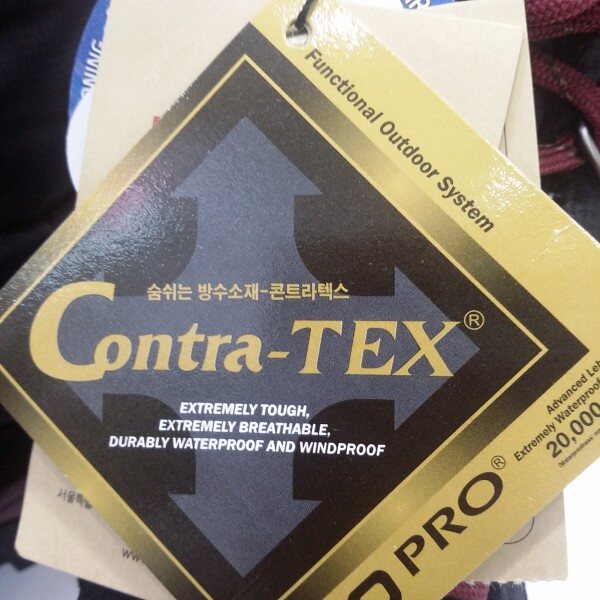 Functional Outdoor System
숨쉬는 방수소재-콘트라텍스
Contra-TEX®
EXTREMELY TOUGH,
EXTREMELY BREATHABLE,
DURABLY WATERPROOF AND WINDPROOF
Advanced
Extremely Waterproof
20,000
PRO®